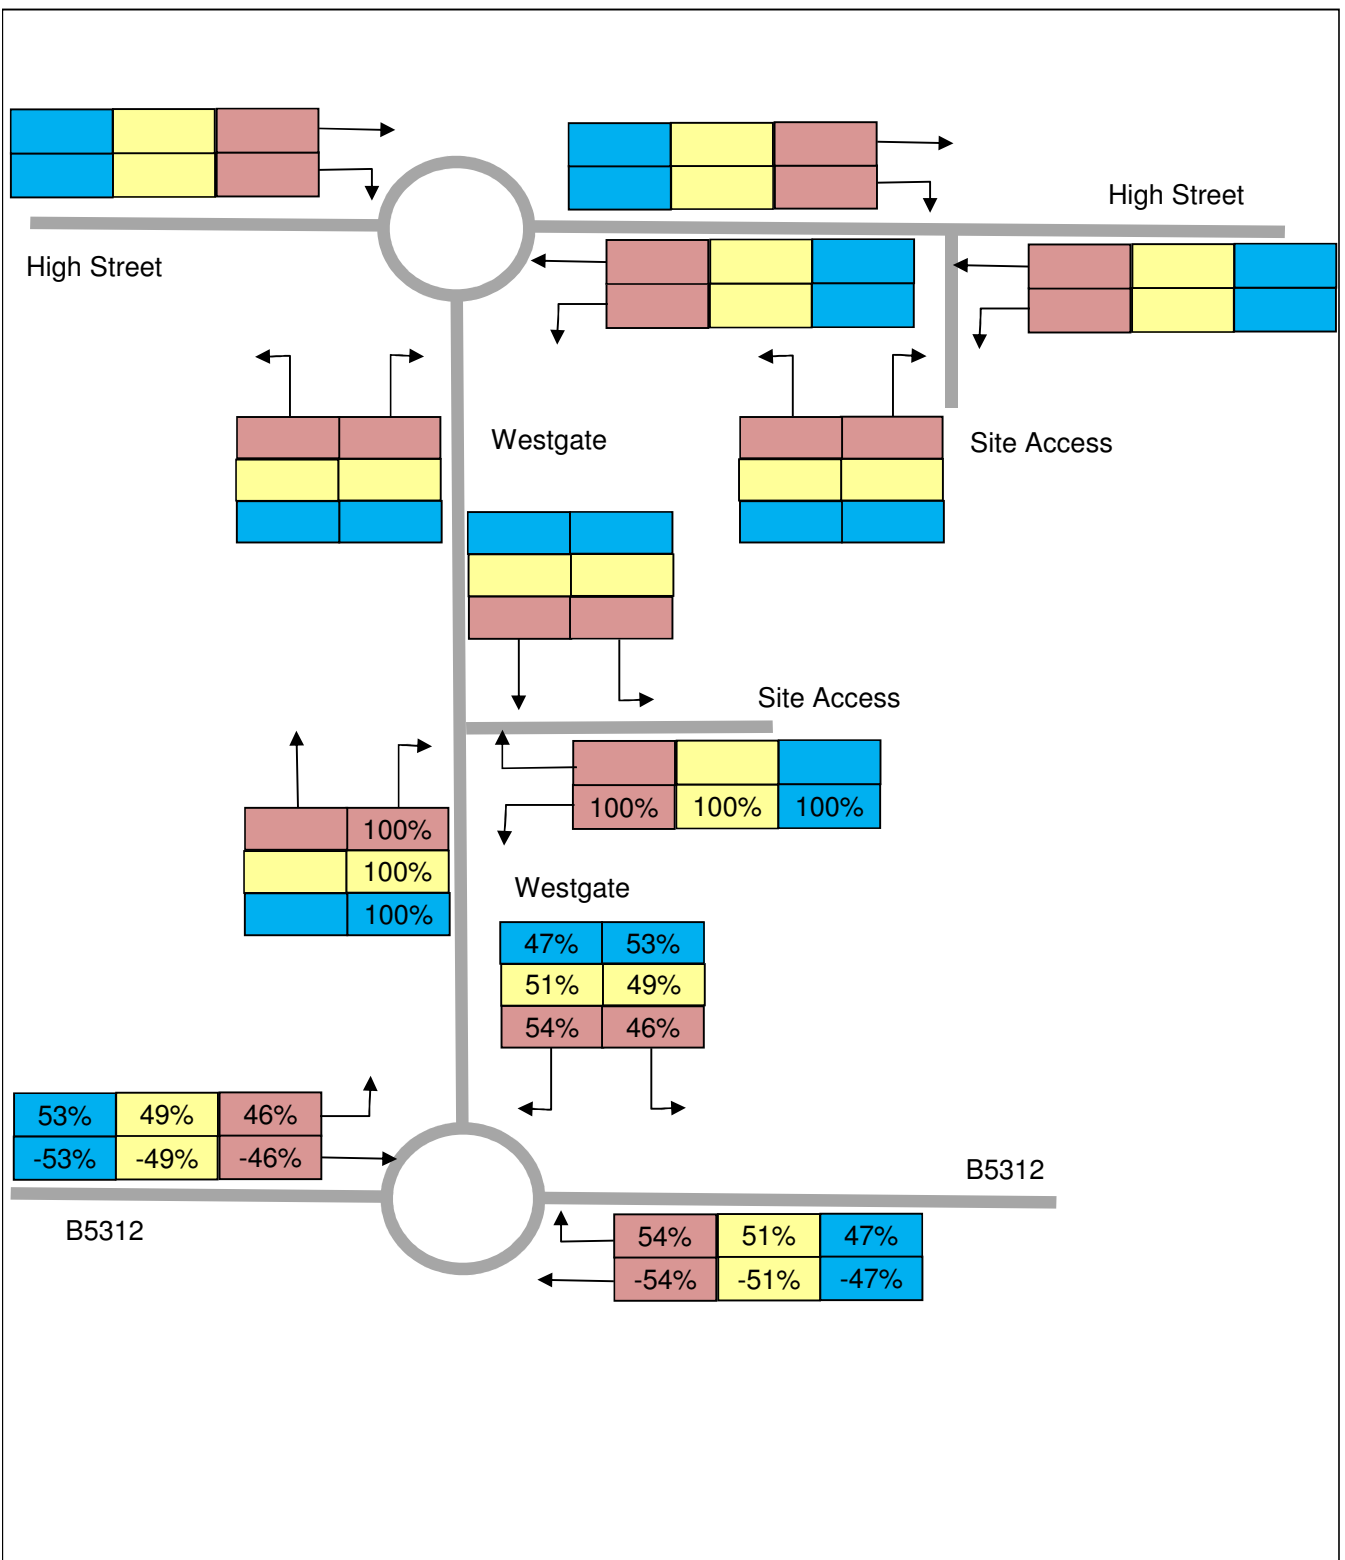 High Street
High Street
Westgate
Site Access
Site Access
100% 100% 100%
100%
100%
100%
Westgate
47% 53%
51% 49%
54% 46%
53% 49% 46%
-53% -49% -46%
B5312
B5312
54% 51% 47%
-54% -51% -47%